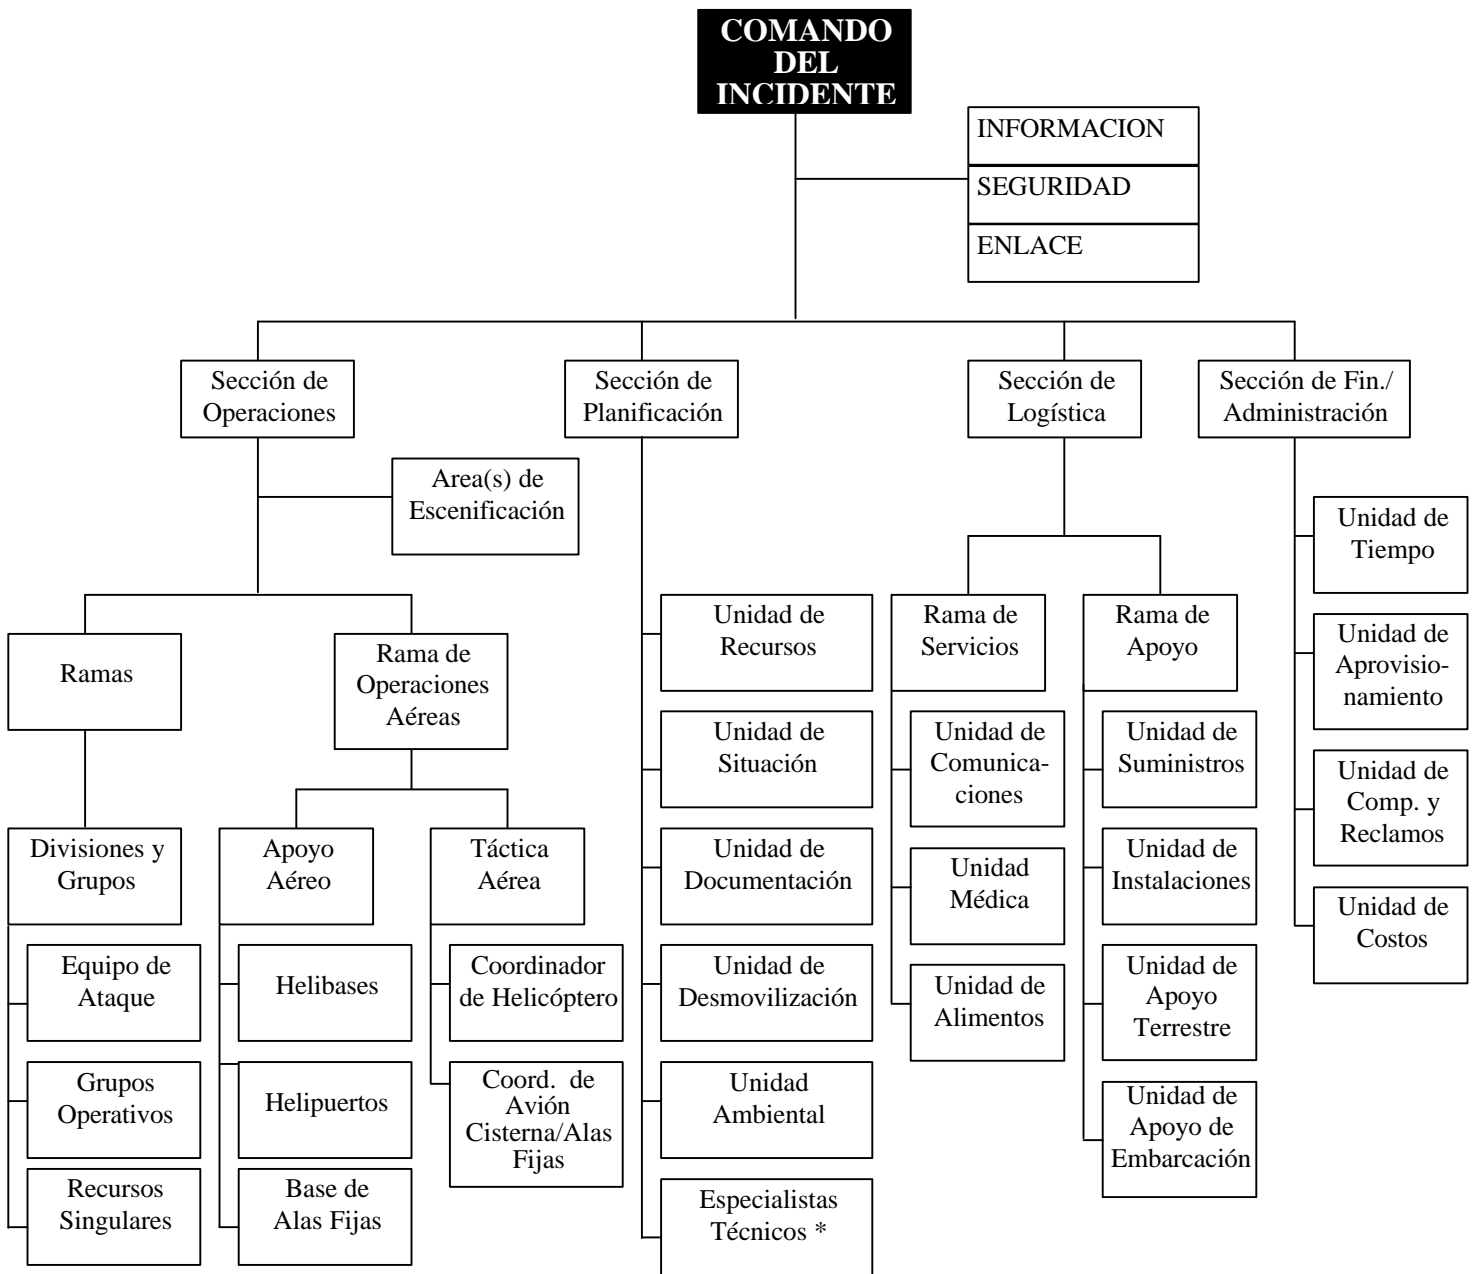 COMANDO
DEL
INCIDENTE
INFORMACION
SEGURIDAD
ENLACE
Sección de
Operaciones
Sección de
Planificación
Sección de
Logística
Sección de Fin./
Administración
Area(s) de
Escenificación
Ramas
Rama de
Operaciones
Aéreas
Divisiones y
Grupos
Equipo de
Ataque
Grupos
Operativos
Recursos
Singulares
Apoyo
Aéreo
Helibases
Helipuertos
Base de
Alas Fijas
Táctica
Aérea
Coordinador
de Helicóptero
Coord. de
Avión
Cisterna/Alas
Fijas
Unidad de
Recursos
Unidad de
Situación
Unidad de
Documentación
Unidad de
Desmovilización
Unidad
Ambiental
Especialistas
Técnicos *
Rama de
Servicios
Unidad de
Comunica-
ciones
Unidad
Médica
Unidad de
Alimentos
Rama de
Apoyo
Unidad de
Suministros
Unidad de
Instalaciones
Unidad de
Apoyo
Terrestre
Unidad de
Apoyo de
Embarcación
Unidad de
Tiempo
Unidad de
Aprovisio-
namiento
Unidad de
Comp. y
Reclamos
Unidad de
Costos